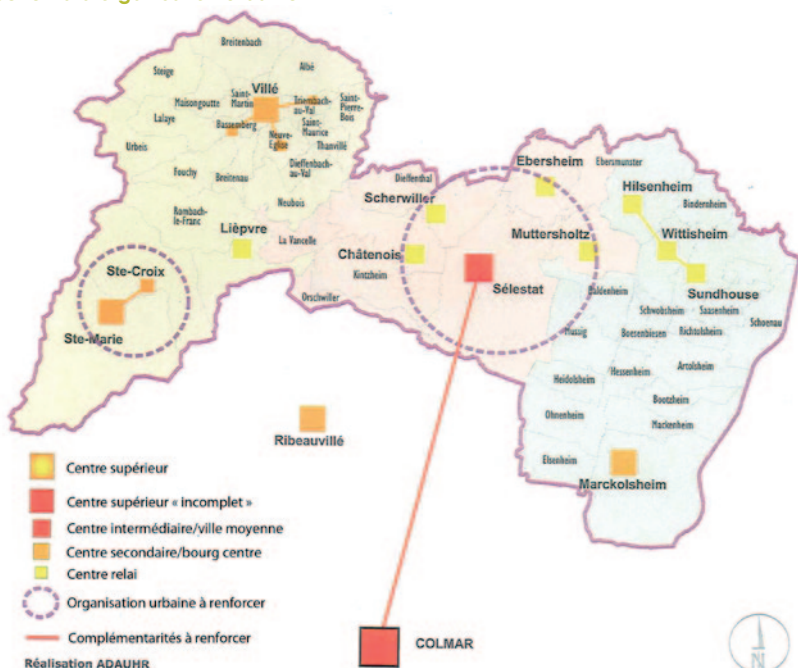 Breitenbach
Steige
Albé
Villé
Maisongoutte
Saint-
Martin
Triembach-
au-Val
Saint-
Pierre-
Bois
Lalaye
Bassemberg
Neuve-
Eglise
Saint-
Maurice
Thanvillé
Urbeis
Dieffenbach-
au-Val
Fouchy
Breitenau
Neubois
Rombach-
le-Franc
Lièpvre
La Vancelle
Dieffenthal
Scherwiller
Châtenois
Kintzheim
Orschwiller
Ste-Croix
Ste-Marie
Ebersheim
Ebersmunster
Hilsenheim
Bindernheim
Muttersholtz
Wittisheim
Sélestat
Sundhouse
Baldenheim
Schwobsheim
Saasenheim
Schoenau
Mussig
Boesenbiesen
Richtolsheim
Heidolsheim
Hessenheim
Artolsheim
Bootzheim
Ohnenheim
Mackenheim
Elsenheim
Marckolsheim
Ribeauvillé
Centre supérieur
Centre supérieur « incomplet »
Centre intermédiaire/ville moyenne
Centre secondaire/bourg centre
Centre relai
Organisation urbaine à renforcer
Complémentarités à renforcer
Réalisation ADAUHR
COLMAR
N